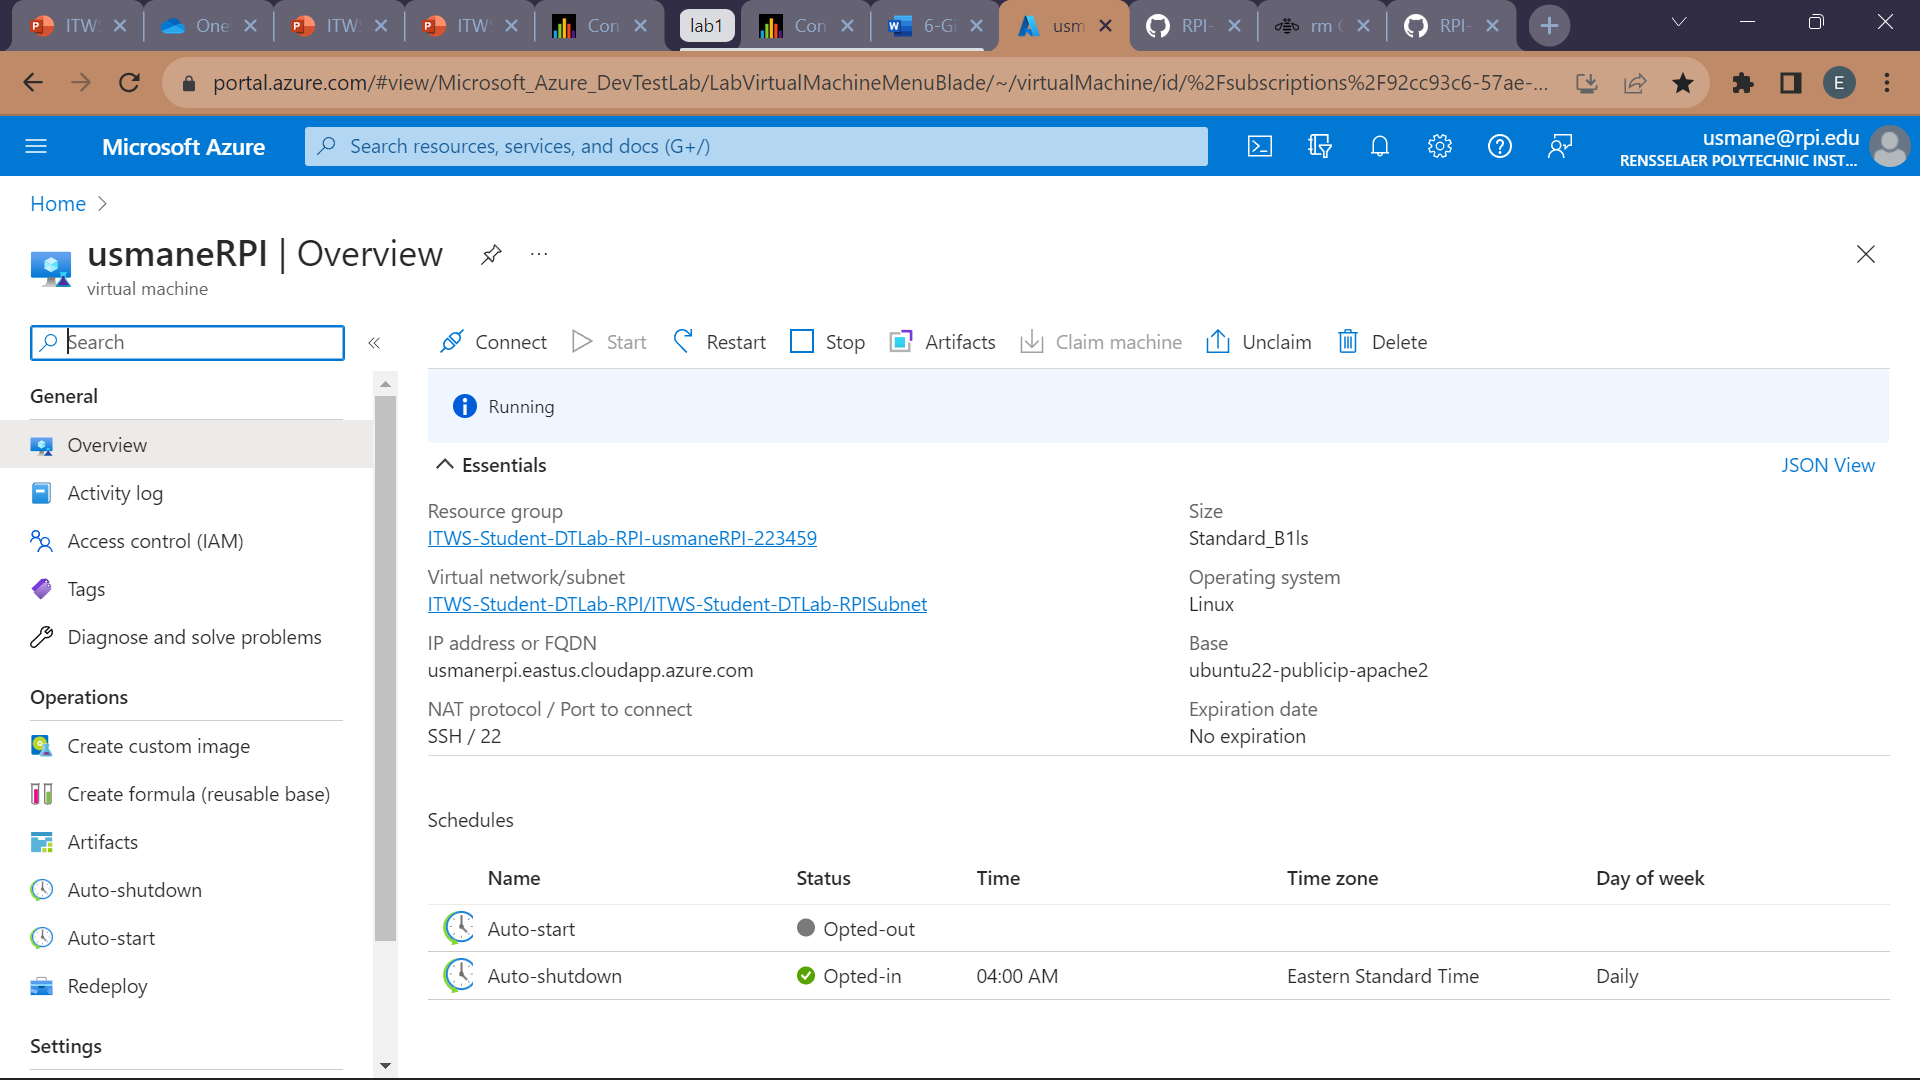 ITWS
One
ITWS
ITWS
Con
lab1
Con
6-Gi
usm
RPI-
rm
RPI-
portal.azure.com/#view/Microsoft_Azure_DevTestLab/LabVirtualMachineMenuBlade/~/virtualMachine/id/%2Fsubscriptions%2F92cc93c6-57ae-...
E
Microsoft Azure
Search resources, services, and docs (G+/)
usmane@rpi.edu
RENSSELAER POLYTECHNIC INST...
Home
usmaneRPI | Overview
...
virtual machine
Search
Connect
Start
Restart
Stop
Artifacts
Claim machine
Unclaim
Delete
General
Overview
Activity log
Access control (IAM)
Tags
Diagnose and solve problems
Operations
Create custom image
Create formula (reusable base)
Artifacts
Auto-shutdown
Auto-start
Redeploy
Settings
Running
Essentials
JSON View
Resource group
ITWS-Student-DTLab-RPI-usmaneRPI-223459
Virtual network/subnet
ITWS-Student-DTLab-RPI/ITWS-Student-DTLab-RPISubnet
IP address or FQDN
usmanerpi.eastus.cloudapp.azure.com
NAT protocol / Port to connect
SSH / 22
Size
Standard_B1ls
Operating system
Linux
Base
ubuntu22-publicip-apache2
Expiration date
No expiration
Schedules
Name Status Time Time zone Day of week
Auto-start Opted-out
Auto-shutdown Opted-in 04:00 AM Eastern Standard Time Daily